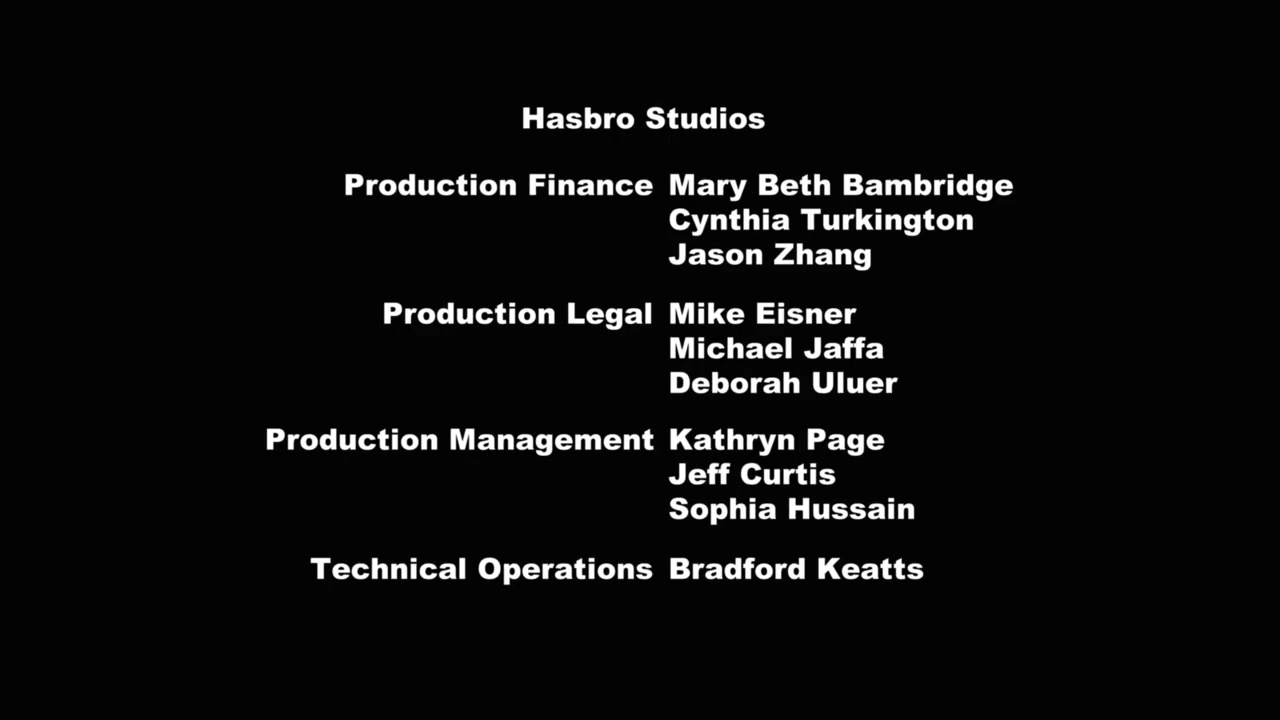 Hasbro Studios
Production Finance Mary Beth Bambridge
Cynthia Turkington
Jason Zhang
Production Legal Mike Eisner
Michael Jaffa
Deborah Uluer
Production Management Kathryn Page
Jeff Curtis
Sophia Hussain
Technical Operations Bradford Keatts